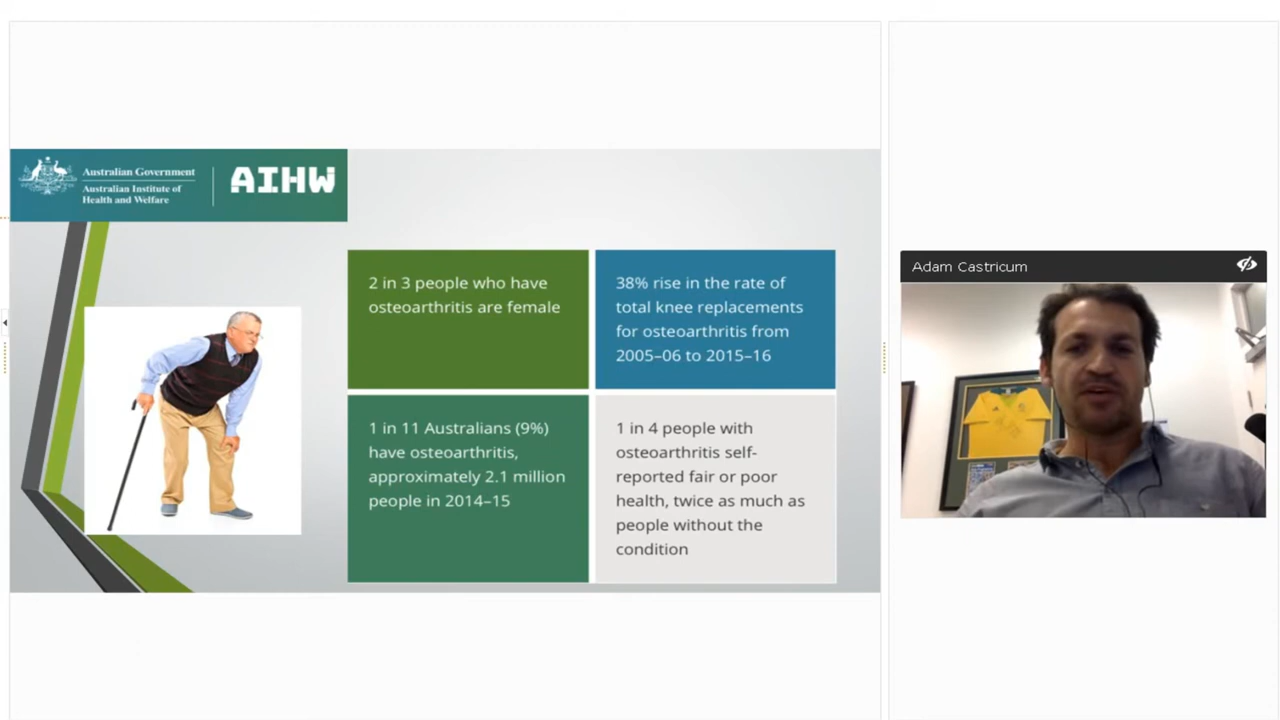 Australian Government
Australian Institute of
Health and Welfare
AIHW
2 in 3 people who have
osteoarthritis are female
38% rise in the rate of
total knee replacements
for osteoarthritis from
2005–06 to 2015–16
1 in 11 Australians (9%)
have osteoarthritis,
approximately 2.1 million
people in 2014–15
1 in 4 people with
osteoarthritis self-
reported fair or poor
health, twice as much as
people without the
condition
Adam Castricum